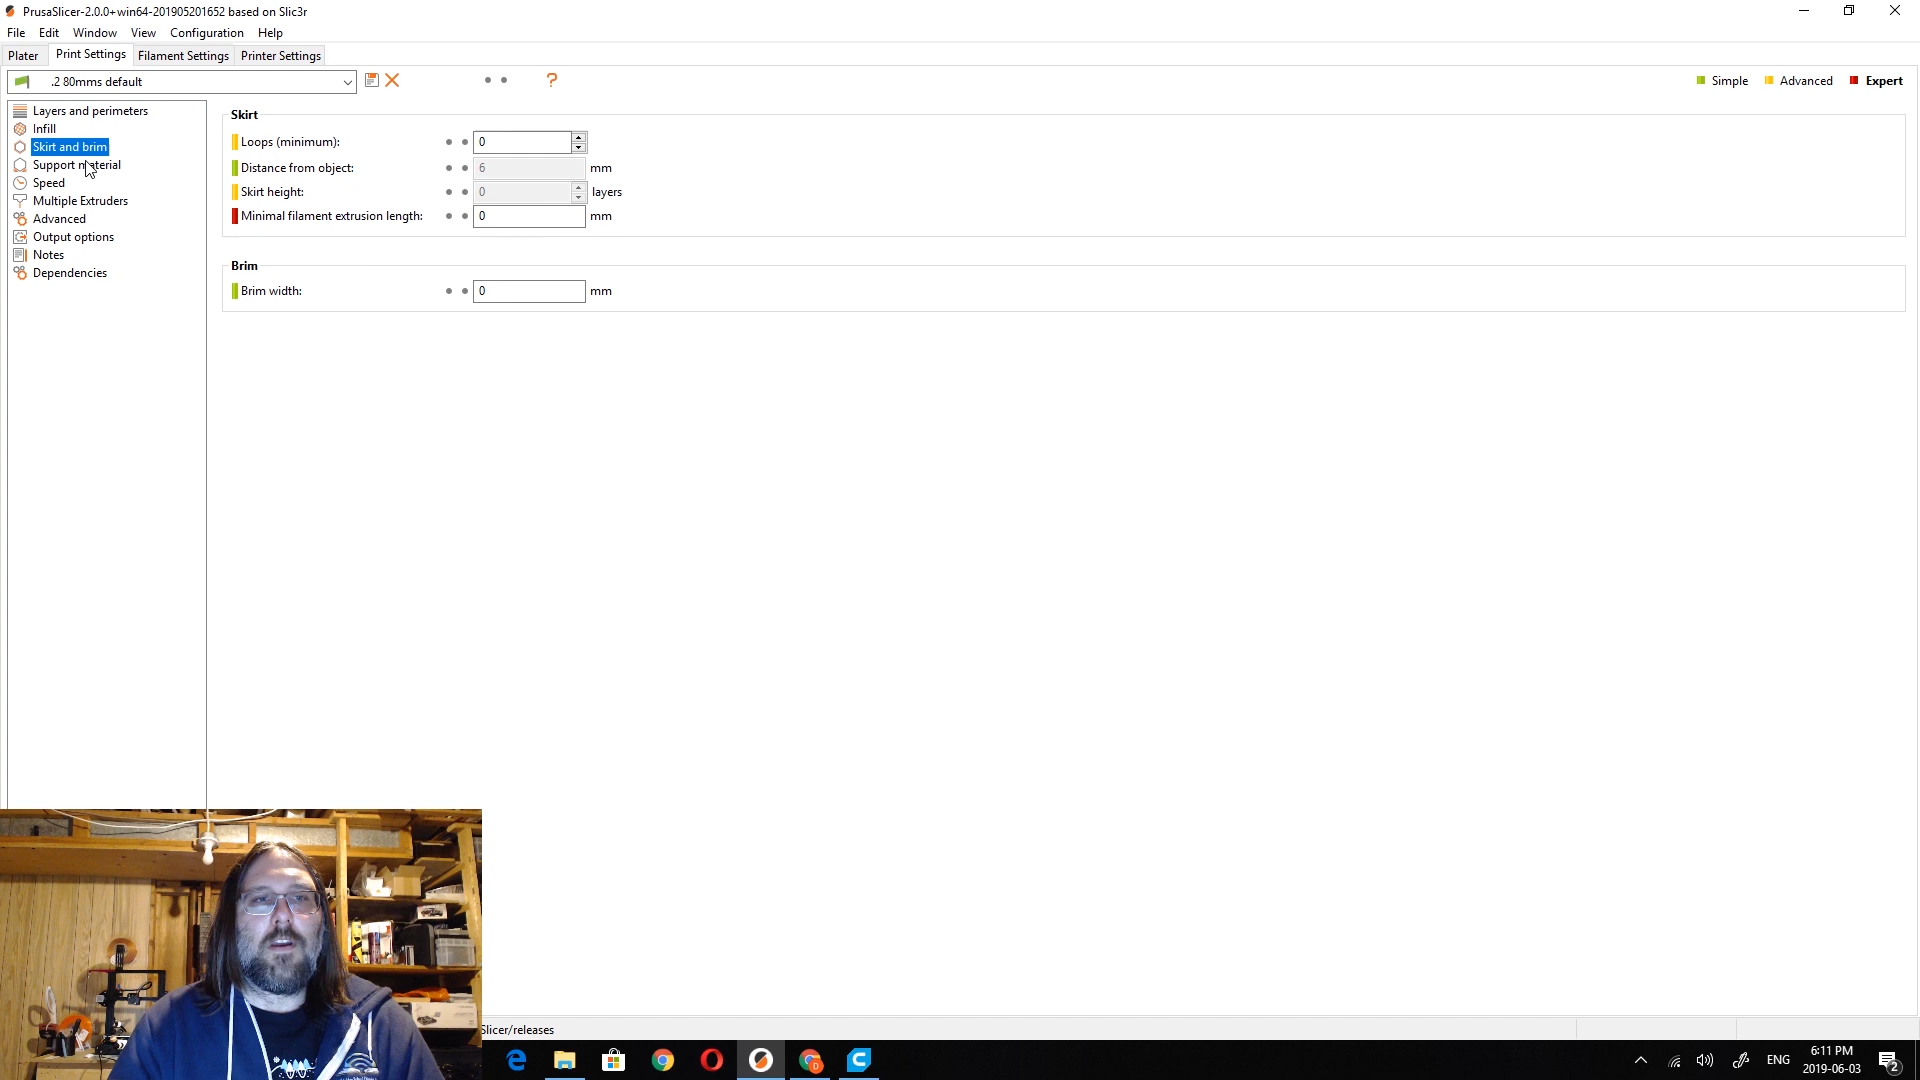 PrusaSlicer-2.0.0+win64-201905201652 based on Slic3r
File Edit Window View Configuration Help
Plater Print Settings Filament Settings Printer Settings
.2 80mms default ? Simple Advanced Expert
Layers and perimeters
Infill
Skirt and brim
Support material
Speed
Multiple Extruders
Advanced
Output options
Notes
Dependencies
Skirt
Loops (minimum): 0
Distance from object: 6 mm
Skirt height: 0 layers
Minimal filament extrusion length: 0 mm
Brim
Brim width: 0 mm
Slicer/releases
ENG
6:11 PM
2019-06-03
2